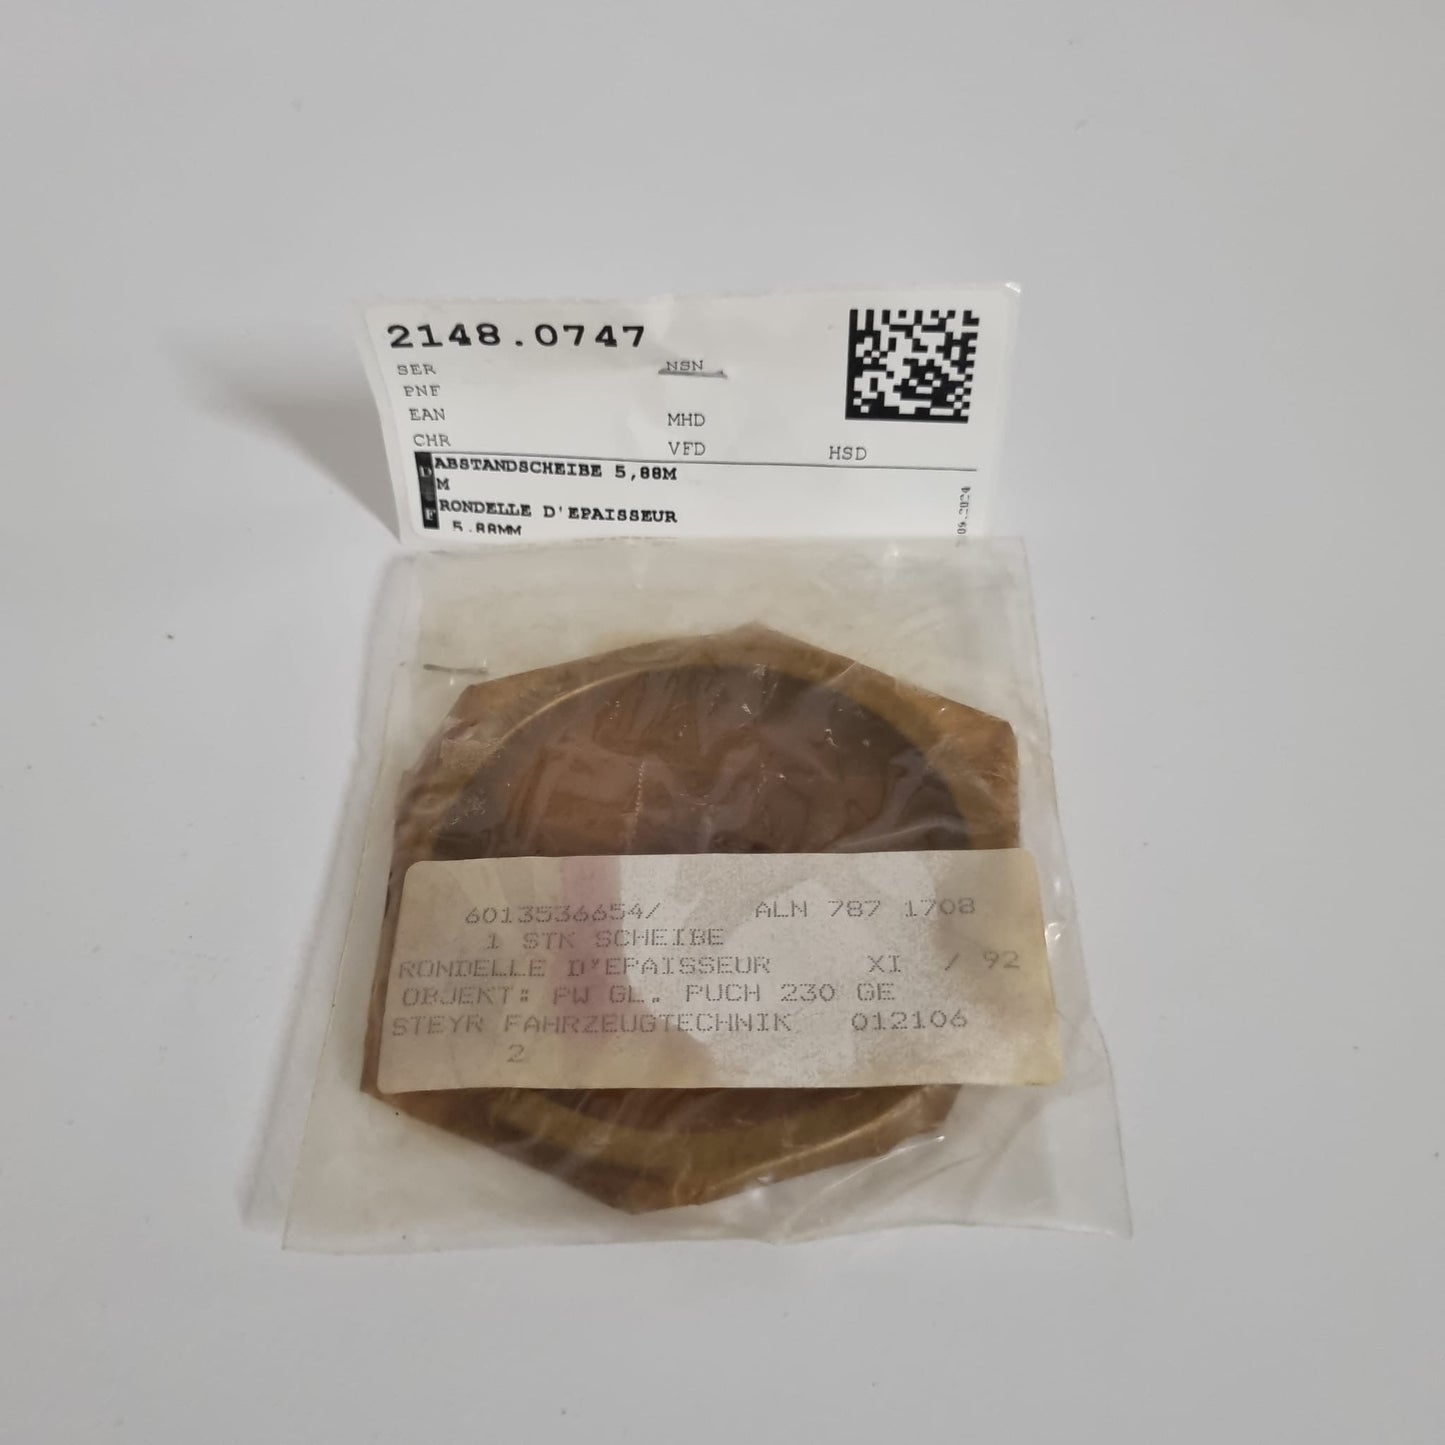 2148.0747
SER NSN
PNF
EAN MHD
CHR VFD HSD
D ABSTANDSCHEIBE 5,88M
M
F RONDELLE D'EPAISSEUR
5.88MM
09.2024
6013536654/ ALN 787 1708
1 STK SCHEIBE
RONDELLE D'EPAISSEUR XI / 92
OBJEKT: PW GL. PUCH 230 GE
STEYR FAHRZEUGTECHNIK 012106
2